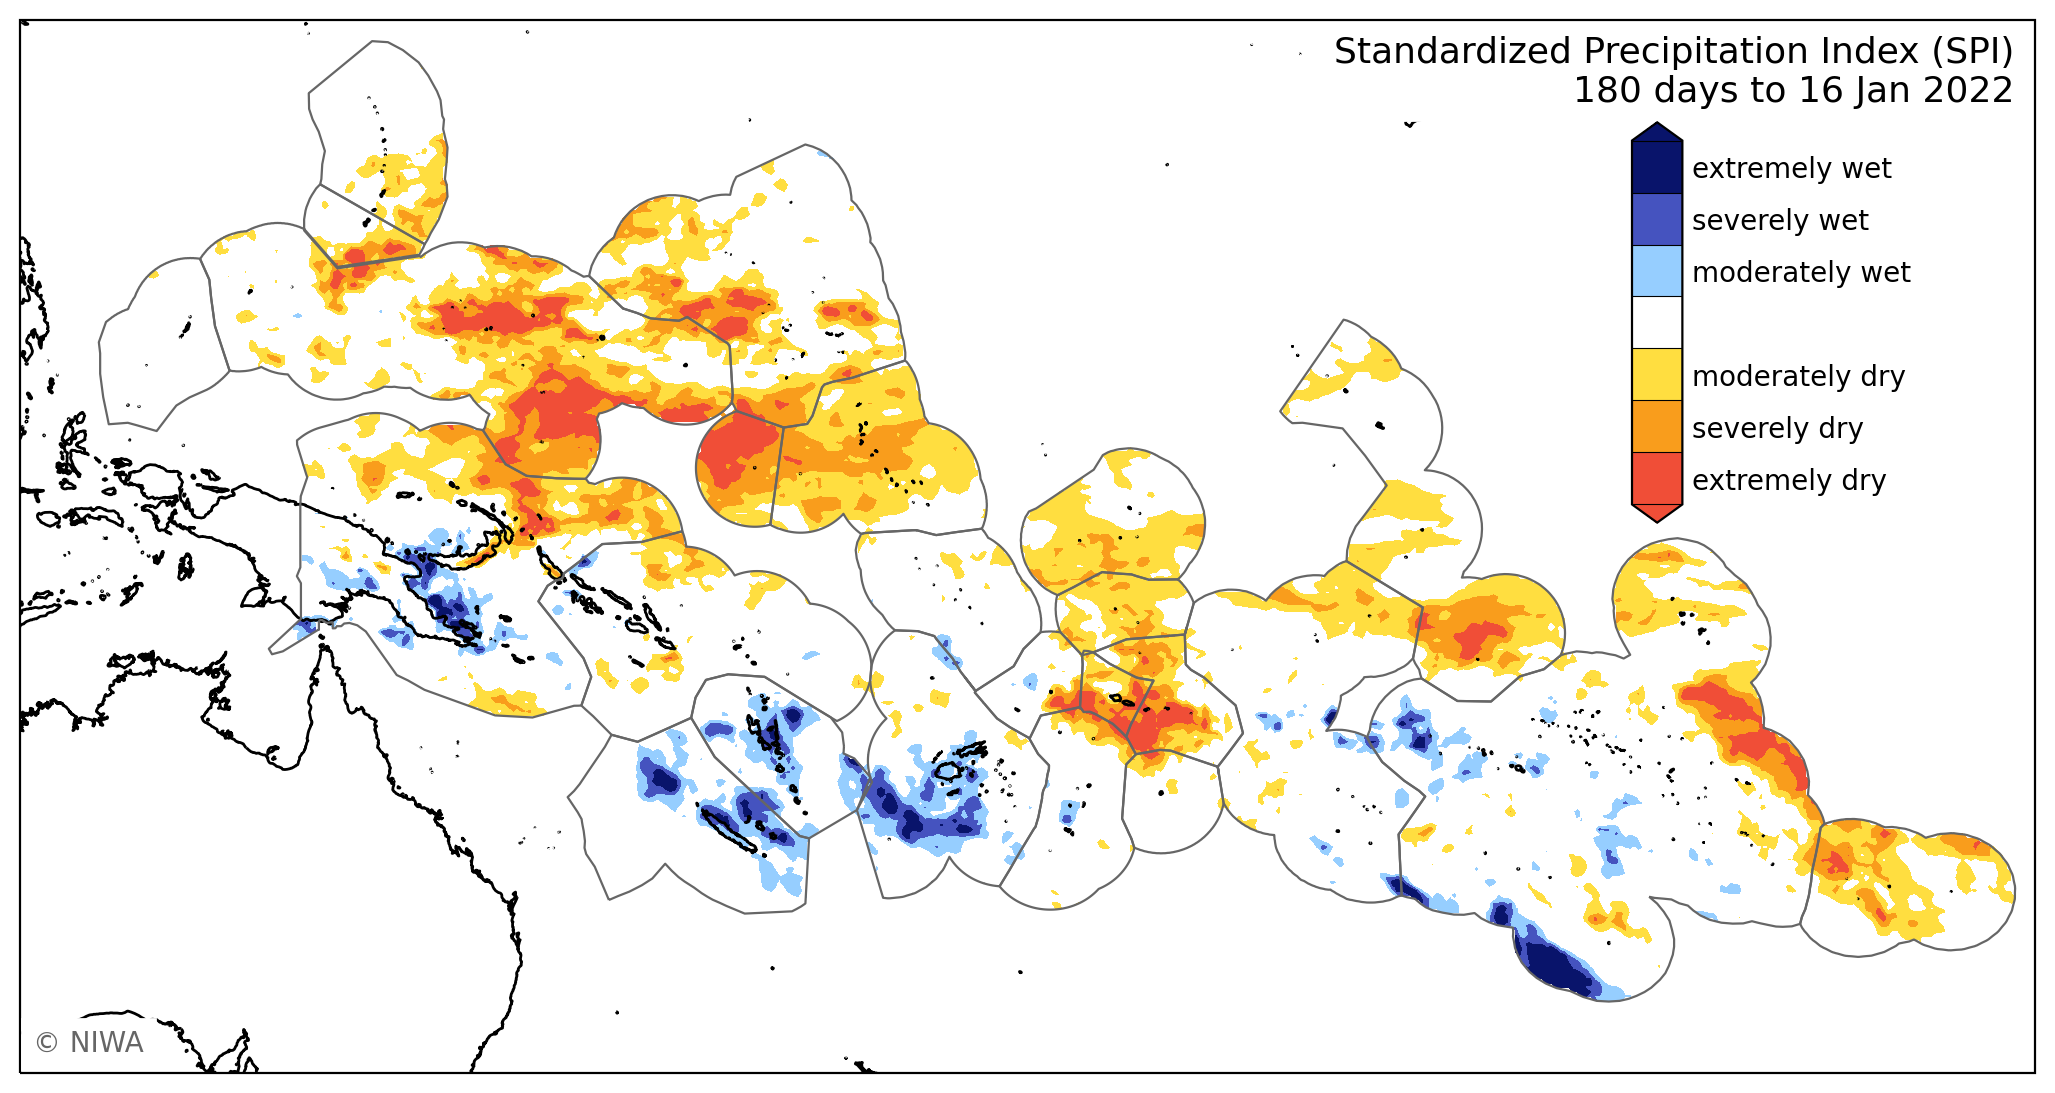 Standardized Precipitation Index (SPI)
180 days to 16 Jan 2022
extremely wet
severely wet
moderately wet
moderately dry
severely dry
extremely dry
© NIWA